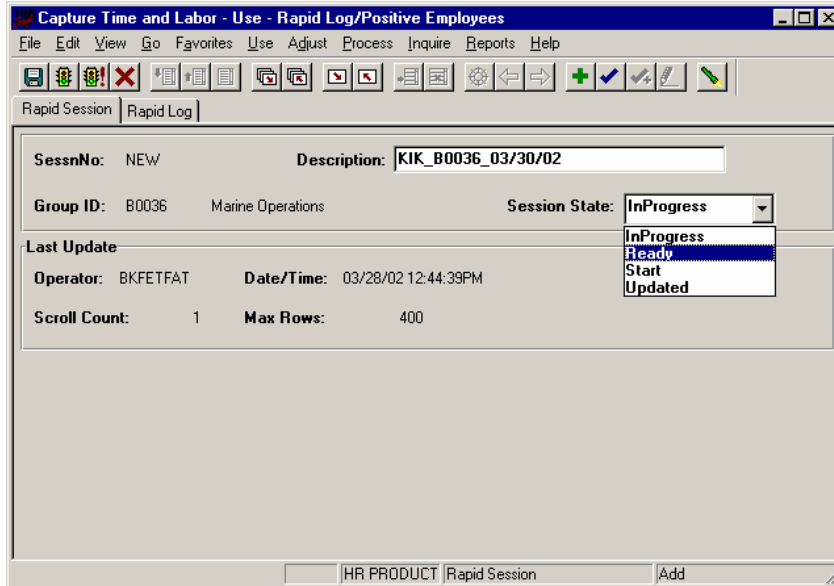 Capture Time and Labor - Use - Rapid Log/Positive Employees
File Edit View Go Favorites Use Adjust Process Inquire Reports Help
Rapid Session Rapid Log
SessnNo: NEW Description: KIK_B0036_03/30/02
Group ID: B0036 Marine Operations Session State: InProgress
InProgress
Ready
Start
Updated
Last Update
Operator: BKFETFAT Date/Time: 03/28/02 12:44:39PM
Scroll Count: 1 Max Rows: 400
HR PRODUCT Rapid Session Add